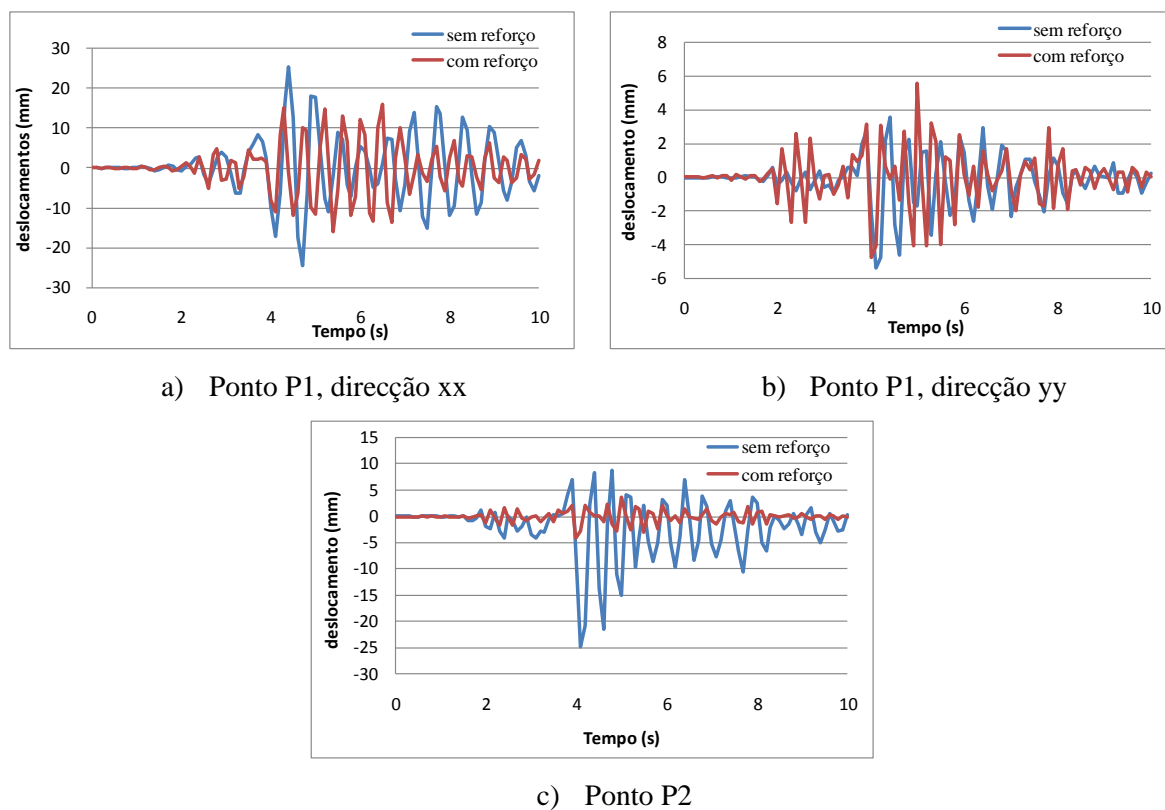 sem reforço
com reforço
deslocamentos (mm)
30
20
10
0
-10
-20
-30
0 2 4 6 8 10
Tempo (s)
a) Ponto P1, direcção xx
sem reforço
com reforço
deslocamento (mm)
8
6
4
2
0
-2
-4
-6
0 2 4 6 8 10
Tempo (s)
b) Ponto P1, direcção yy
sem reforço
com reforço
deslocamento (mm)
15
10
5
0
-5
-10
-15
-20
-25
-30
0 2 4 6 8 10
Tempo (s)
c) Ponto P2